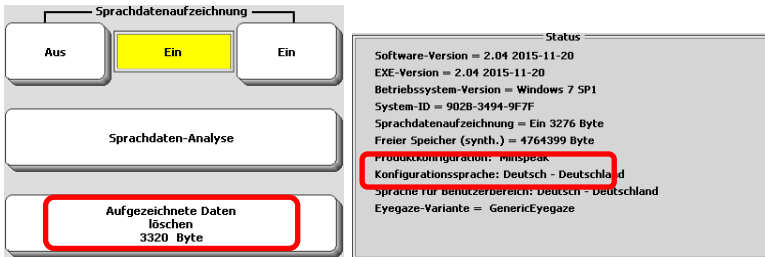 Sprachdatenaufzeichnung
Aus
Ein
Ein
Sprachdaten-Analyse
Aufgezeichnete Daten
löschen
3320 Byte
Status
Software-Version = 2.04 2015-11-20
EXE-Version = 2.04 2015-11-20
Betriebssystem-Version = Windows 7 SP1
System-ID = 902B-3494-9F7F
Sprachdatenaufzeichnung = Ein 3276 Byte
Freier Speicher (synth.) = 4764399 Byte
Produktkonfiguration: Minspeak
Konfigurationssprache: Deutsch - Deutschland
Sprache für Benutzerbereich: Deutsch - Deutschland
Eyegaze-Variante = GenericEyegaze